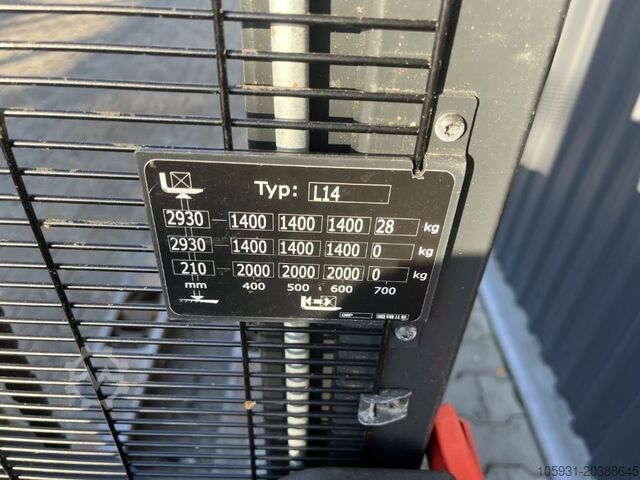 Typ: L14
2930 1400 1400 1400 28 kg
2930 1400 1400 1400 0 kg
210 2000 2000 2000 0 kg
mm 400 500 600 700
105931-20388645